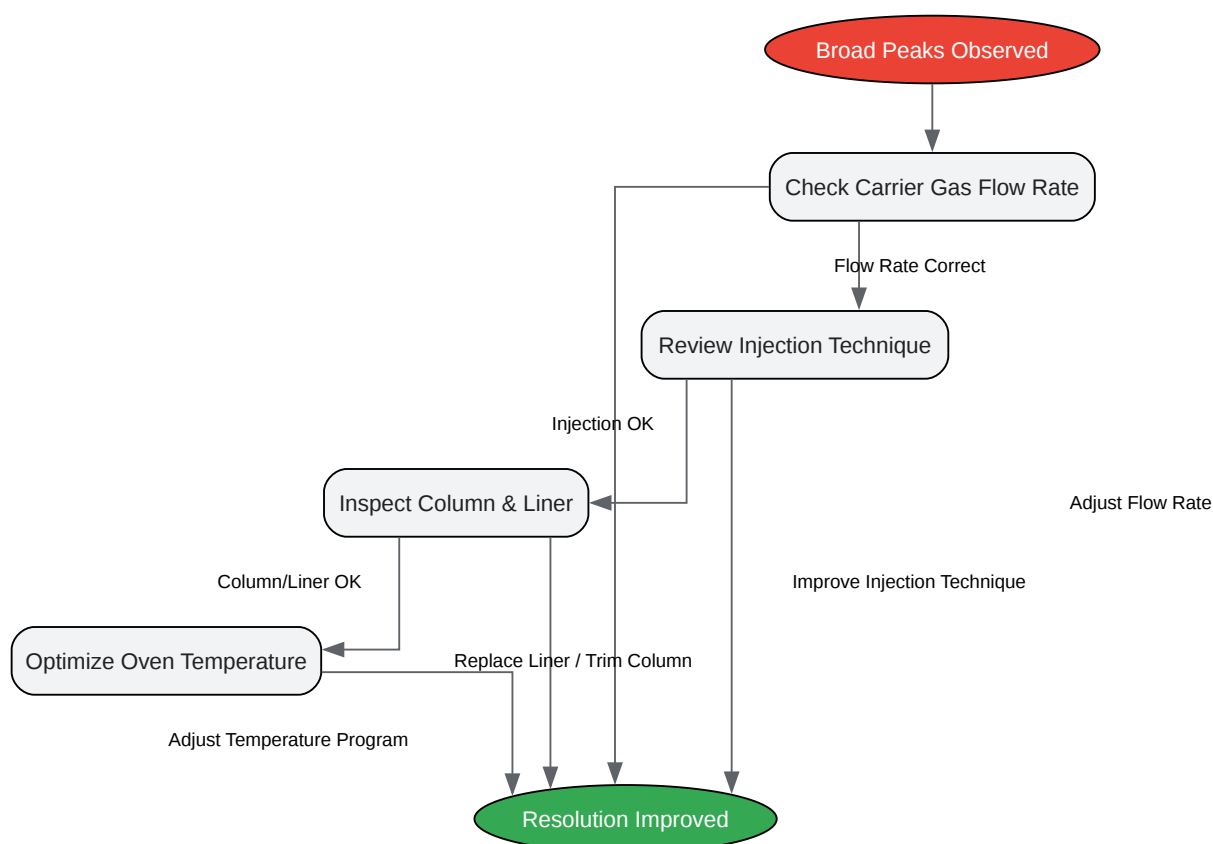 Broad Peaks Observed
Check Carrier Gas Flow Rate
Flow Rate Correct
Review Injection Technique
Injection OK
Inspect Column & Liner
Adjust Flow Rate
Column/Liner OK
Improve Injection Technique
Optimize Oven Temperature
Replace Liner / Trim Column
Adjust Temperature Program
Resolution Improved